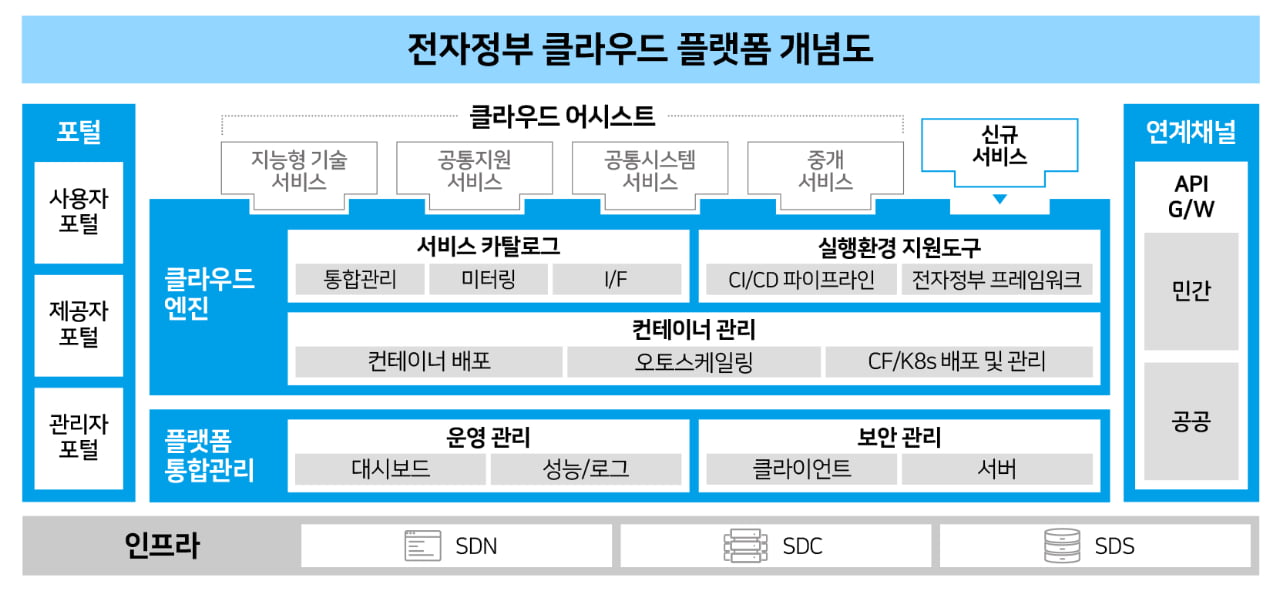 전자정부 클라우드 플랫폼 개념도
포털
사용자
포털
제공자
포털
관리자
포털
클라우드 어시스트
지능형 기술
서비스
공통지원
서비스
공통시스템
서비스
중개
서비스
신규
서비스
클라우드
엔진
서비스 카탈로그
통합관리
미터링
I/F
실행환경 지원도구
CI/CD 파이프라인
전자정부 프레임워크
컨테이너 관리
컨테이너 배포
오토스케일링
CF/K8s 배포 및 관리
플랫폼
통합관리
운영 관리
대시보드
성능/로그
보안 관리
클라이언트
서버
연계채널
API
G/W
민간
공공
인프라
SDN
SDC
SDS